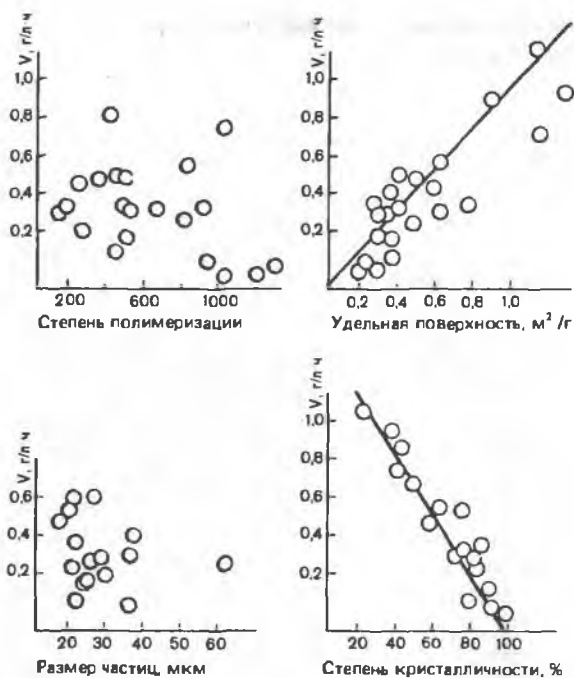 V, г/л·ч
1,0
0,8
0,6
0,4
0,2
200 600 1000
Степень полимеризации
V, г/л·ч
1,0
0,8
0,6
0,4
0,2
0,2 0,4 0,6 0,8 1,0
Удельная поверхность, м²/г
V, г/л·ч
0,6
0,4
0,2
20 30 40 50 60
Размер частиц, мкм
V, г/л·ч
1,0
0,8
0,6
0,4
0,2
20 40 60 80 100
Степень кристалличности, %